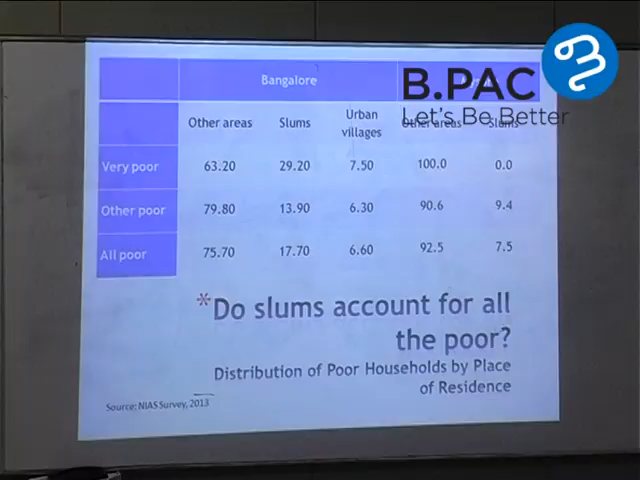 Bangalore
B.PAC
Let's Be Better
Other areas Slums Urban villages Other areas Slums
Very poor 63.20 29.20 7.50 100.0 0.0
Other poor 79.80 13.90 6.30 90.6 9.4
All poor 75.70 17.70 6.60 92.5 7.5
*Do slums account for all
the poor?
Distribution of Poor Households by Place
of Residence
Source: NIAS Survey, 2013